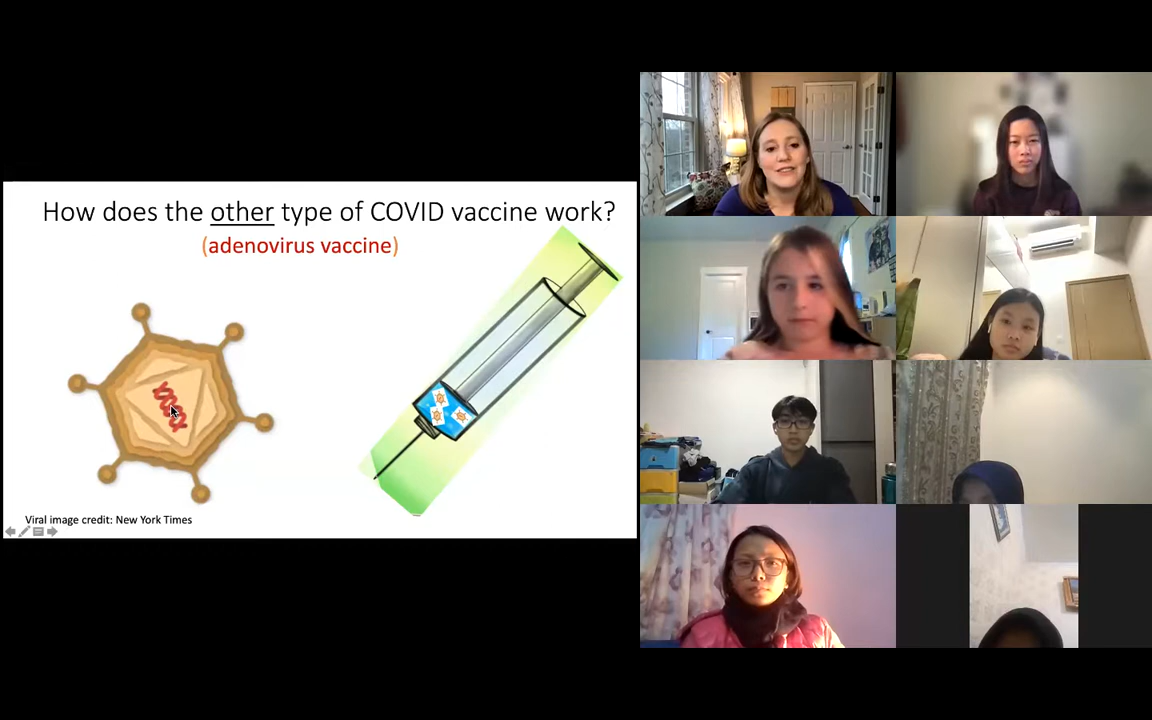 How does the other type of COVID vaccine work?
(adenovirus vaccine)
Viral image credit: New York Times